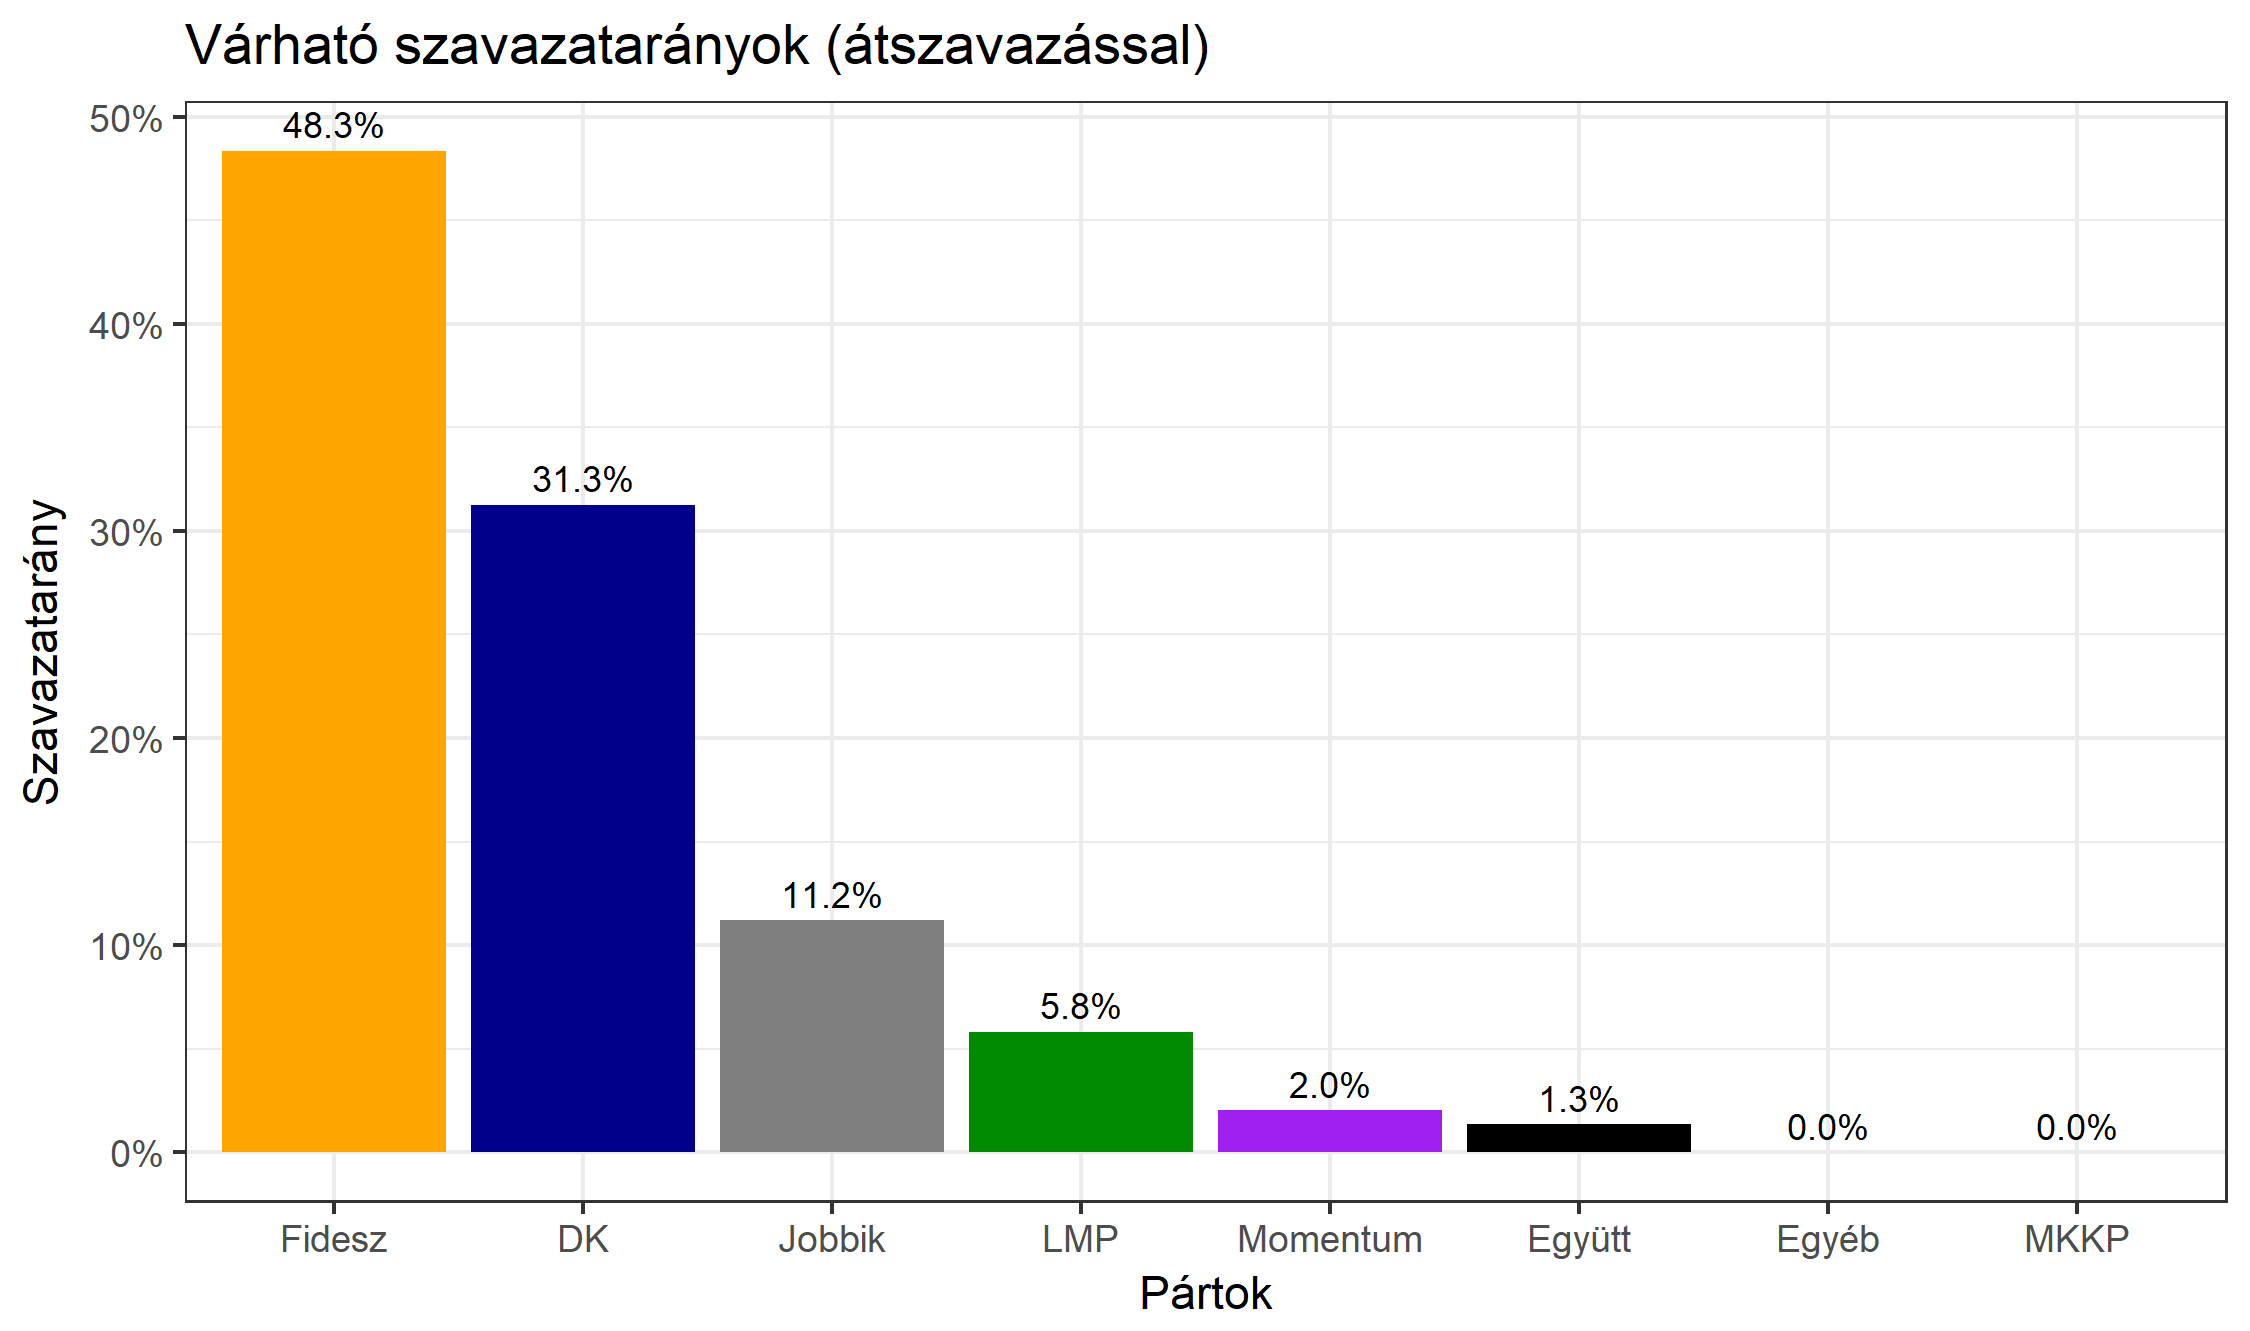 Várható szavazatarányok (átszavazással)
50%
40%
30%
20%
10%
0%
Szavazatarány
48.3%
31.3%
11.2%
5.8%
2.0%
1.3%
0.0%
0.0%
Fidesz
DK
Jobbik
LMP
Momentum
Együtt
Egyéb
MKKP
Pártok